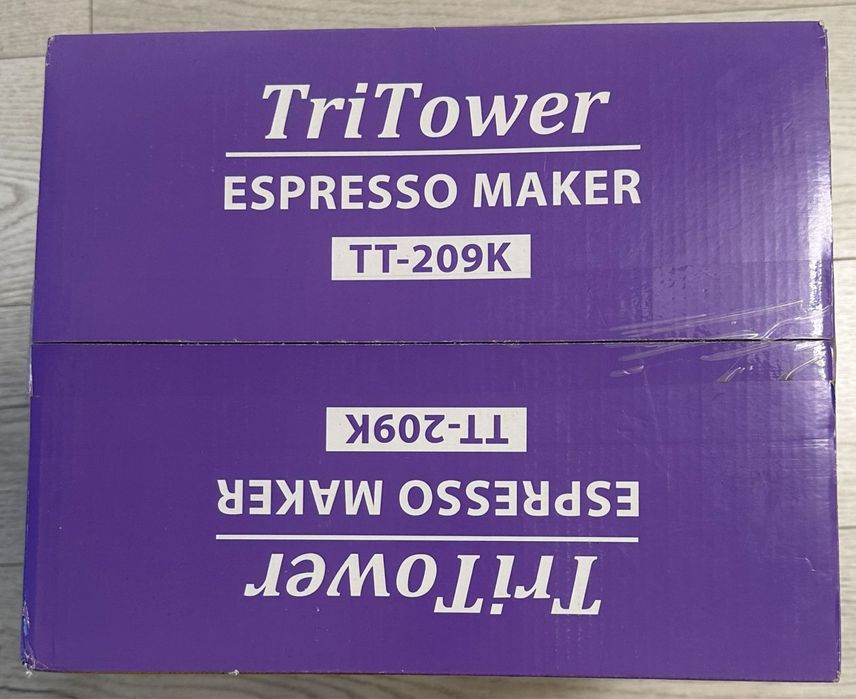 TriTower
ESPRESSO MAKER
TT-209K
TT-209K
ESPRESSO MAKER
TriTower